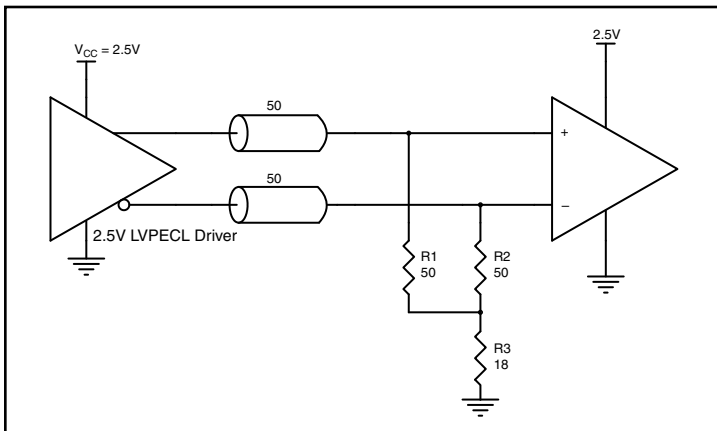 V_CC = 2.5V
2.5V
50
+
50
–
2.5V LVPECL Driver
R1
50
R2
50
R3
18